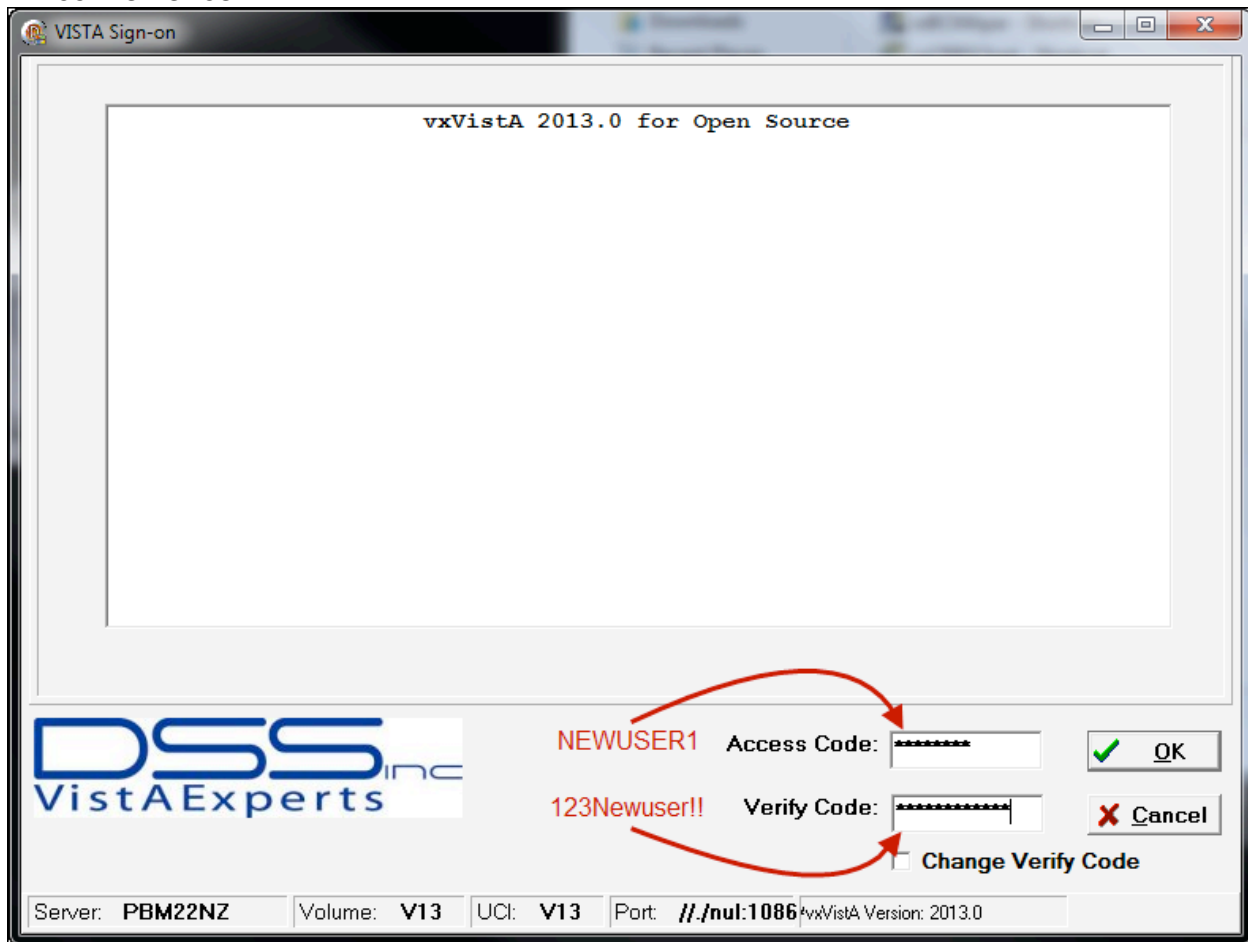 VISTA Sign-on
vxVistA 2013.0 for Open Source
DSS inc
VistAExperts
NEWUSER1 Access Code: ********
OK
123Newuser!! Verify Code: ************
Cancel
Change Verify Code
Server: PBM22NZ Volume: V13 UCI: V13 Port: //./nul:1086 vxVistA Version: 2013.0